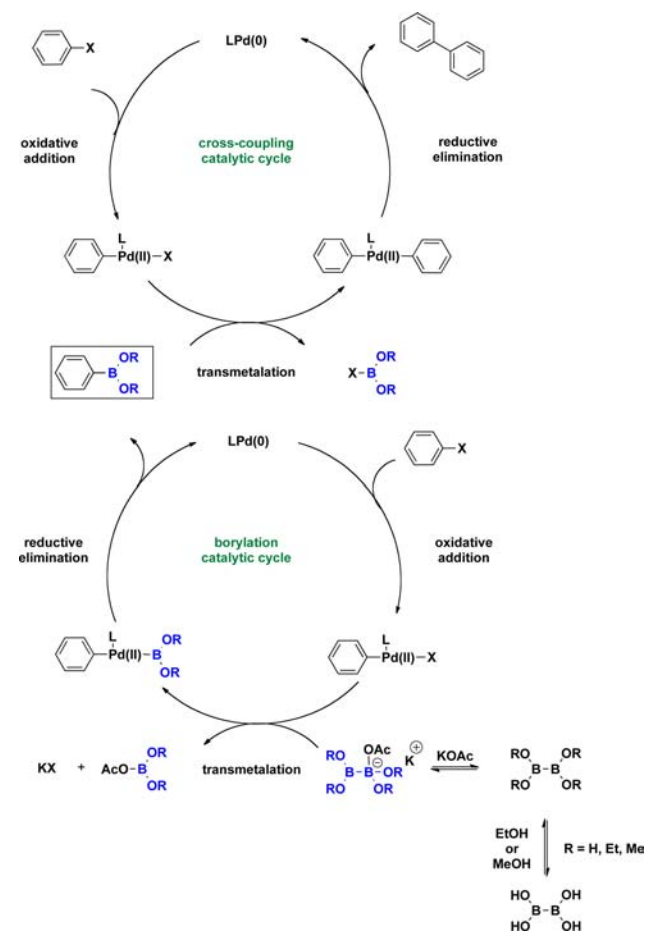 X
LPd(0)
oxidative
addition
cross-coupling
catalytic cycle
reductive
elimination
L
Pd(II)–X
L
Pd(II)
OR
B
OR
transmetalation
OR
X–B
OR
LPd(0)
X
reductive
elimination
borylation
catalytic cycle
oxidative
addition
L
Pd(II)–B
OR
OR
L
Pd(II)–X
KX + AcO–B
OR
OR
transmetalation
RO OAc K ⊕
B–B ⊖ OR
RO OR
KOAc
RO OR
B–B
RO OR
EtOH
or
MeOH
R = H, Et, Me
HO OH
B–B
HO OH